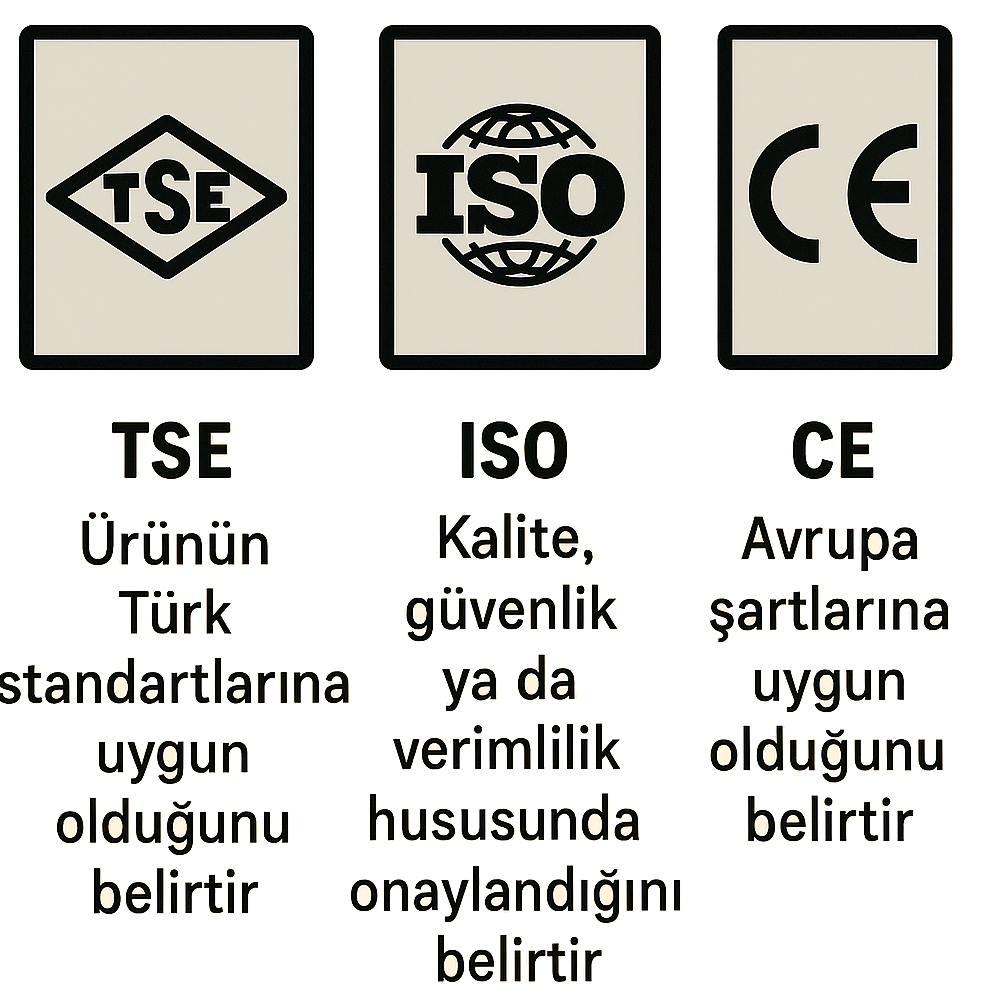 TSE
ISO
CE
TSE
Ürünün
Türk
standartlarına
uygun
olduğunu
belirtir
ISO
Kalite,
güvenlik
ya da
verimlilik
hususunda
onaylandığını
belirtir
CE
Avrupa
şartlarına
uygun
olduğunu
belirtir